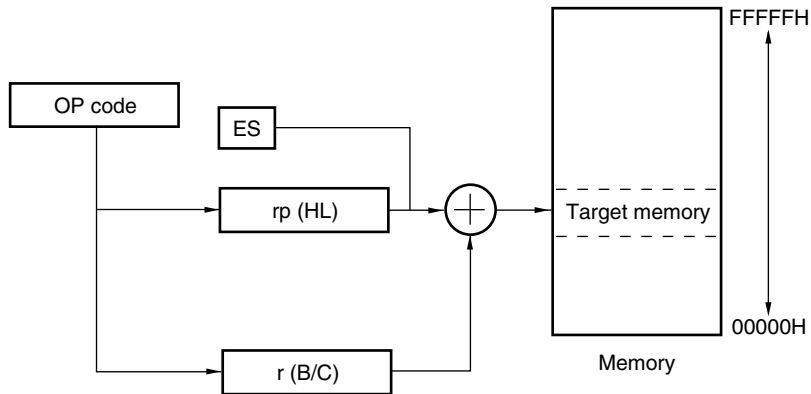 FFFFFH
OP code
ES
rp (HL)
Target memory
00000H
r (B/C)
Memory